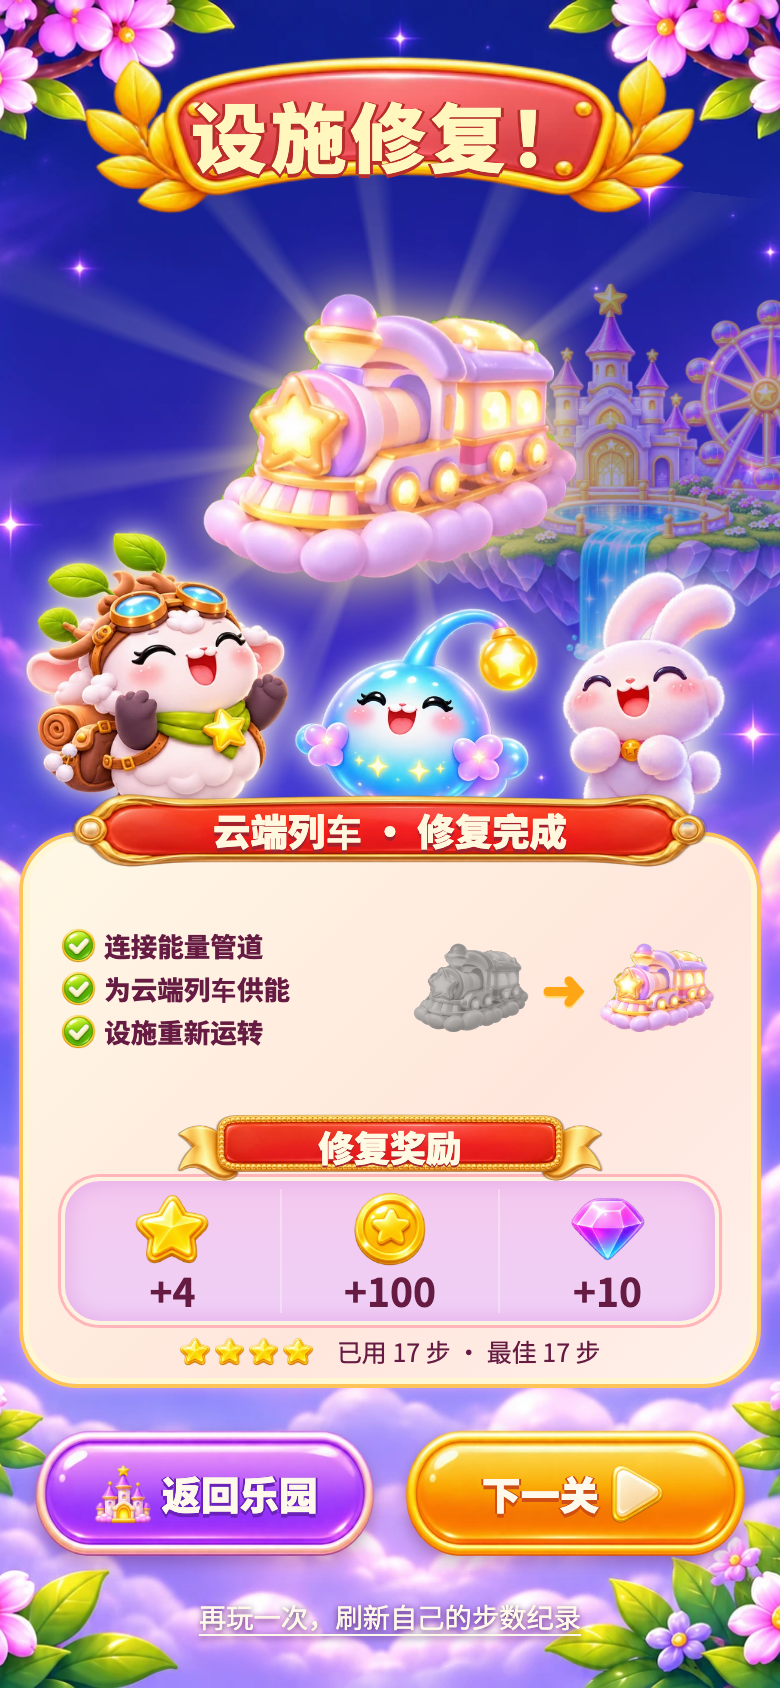 设施修复！
云端列车 · 修复完成
连接能量管道
为云端列车供能
设施重新运转
修复奖励
+4
+100
+10
已用 17 步 · 最佳 17 步
返回乐园
下一关
再玩一次，刷新自己的步数纪录